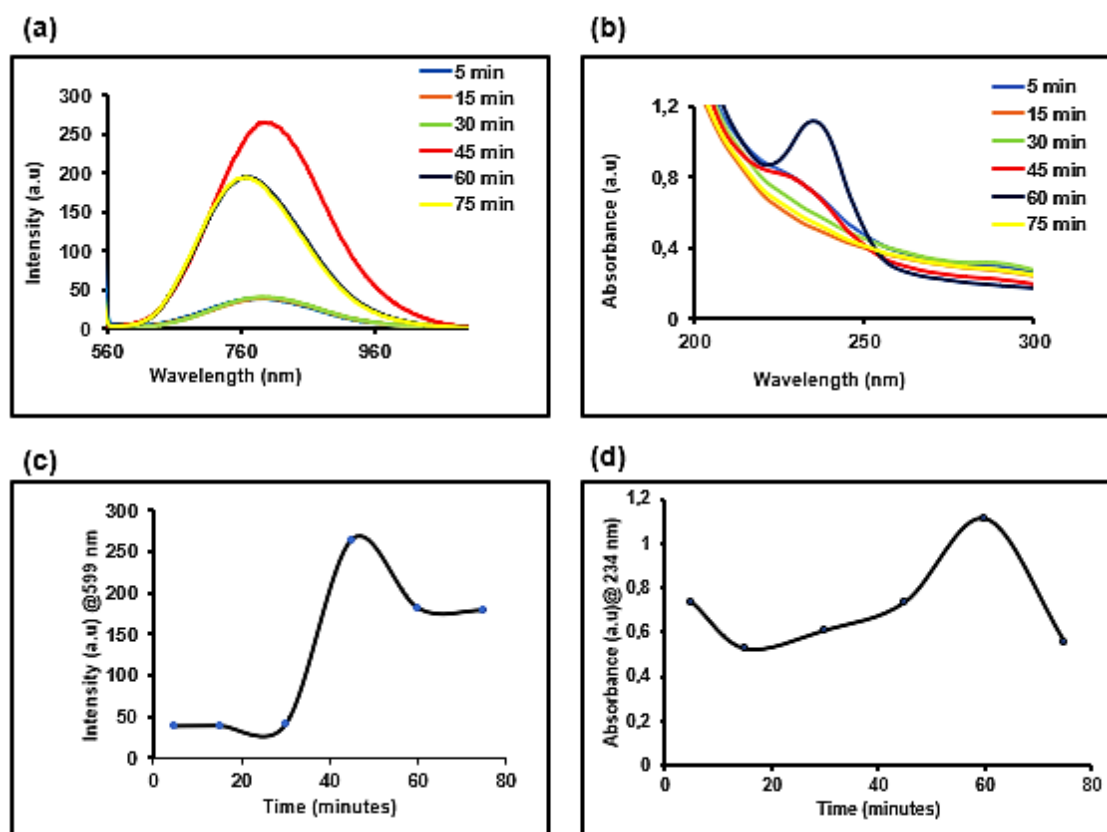 (a)
5 min
15 min
30 min
45 min
60 min
75 min
300
250
200
150
100
50
0
Intensity (a.u)
560
760
960
Wavelength (nm)
(b)
5 min
15 min
30 min
45 min
60 min
75 min
1,2
0,8
0,4
0
Absorbance (a.u)
200
250
300
Wavelength (nm)
(c)
300
250
200
150
100
50
0
Intensity (a.u) @599 nm
0
20
40
60
80
Time (minutes)
(d)
1,2
1
0,8
0,6
0,4
0,2
0
Absorbance (a.u)@ 234 nm)
0
20
40
60
80
Time (minutes)